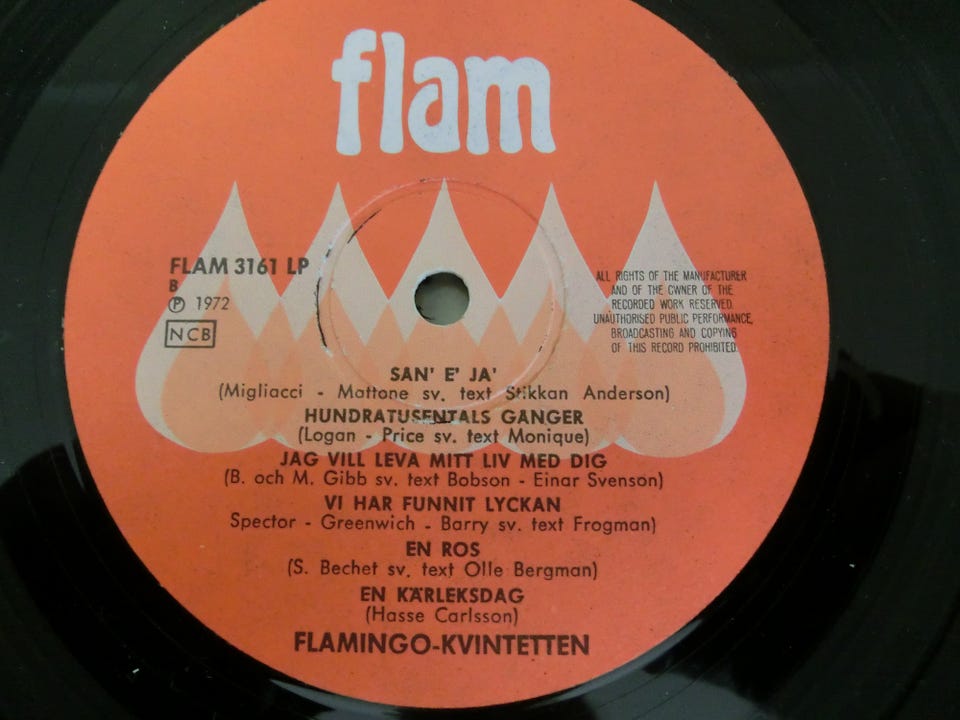 flam
FLAM 3161 LP
B
Ⓟ 1972
NCB
ALL RIGHTS OF THE MANUFACTURER
AND OF THE OWNER OF THE
RECORDED WORK RESERVED.
UNAUTHORISED PUBLIC PERFORMANCE,
BROADCASTING AND COPYING
OF THIS RECORD PROHIBITED.
SAN' E' JA'
(Migliacci - Mattone sv. text Stikkan Anderson)
HUNDRATUSENTALS GANGER
(Logan - Price sv. text Monique)
JAG VILL LEVA MITT LIV MED DIG
(B. och M. Gibb sv. text Bobson - Einar Svenson)
VI HAR FUNNIT LYCKAN
Spector - Greenwich - Barry sv. text Frogman)
EN ROS
(S. Bechet sv. text Olle Bergman)
EN KÄRLEKSDAG
(Hasse Carlsson)
FLAMINGO-KVINTETTEN